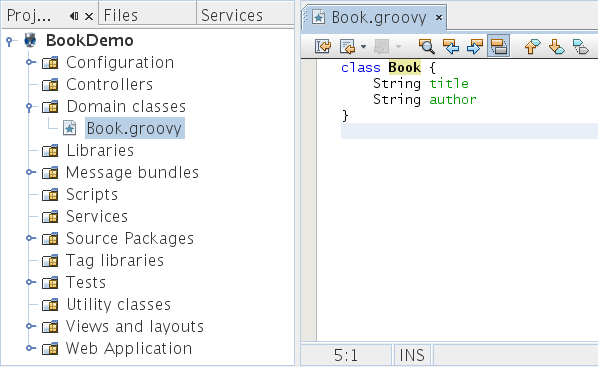 Proj... Files Services
BookDemo
Configuration
Controllers
Domain classes
Book.groovy
Libraries
Message bundles
Scripts
Services
Source Packages
Tag libraries
Tests
Utility classes
Views and layouts
Web Application
Book.groovy
class Book {
    String title
    String author
}
5:1 INS